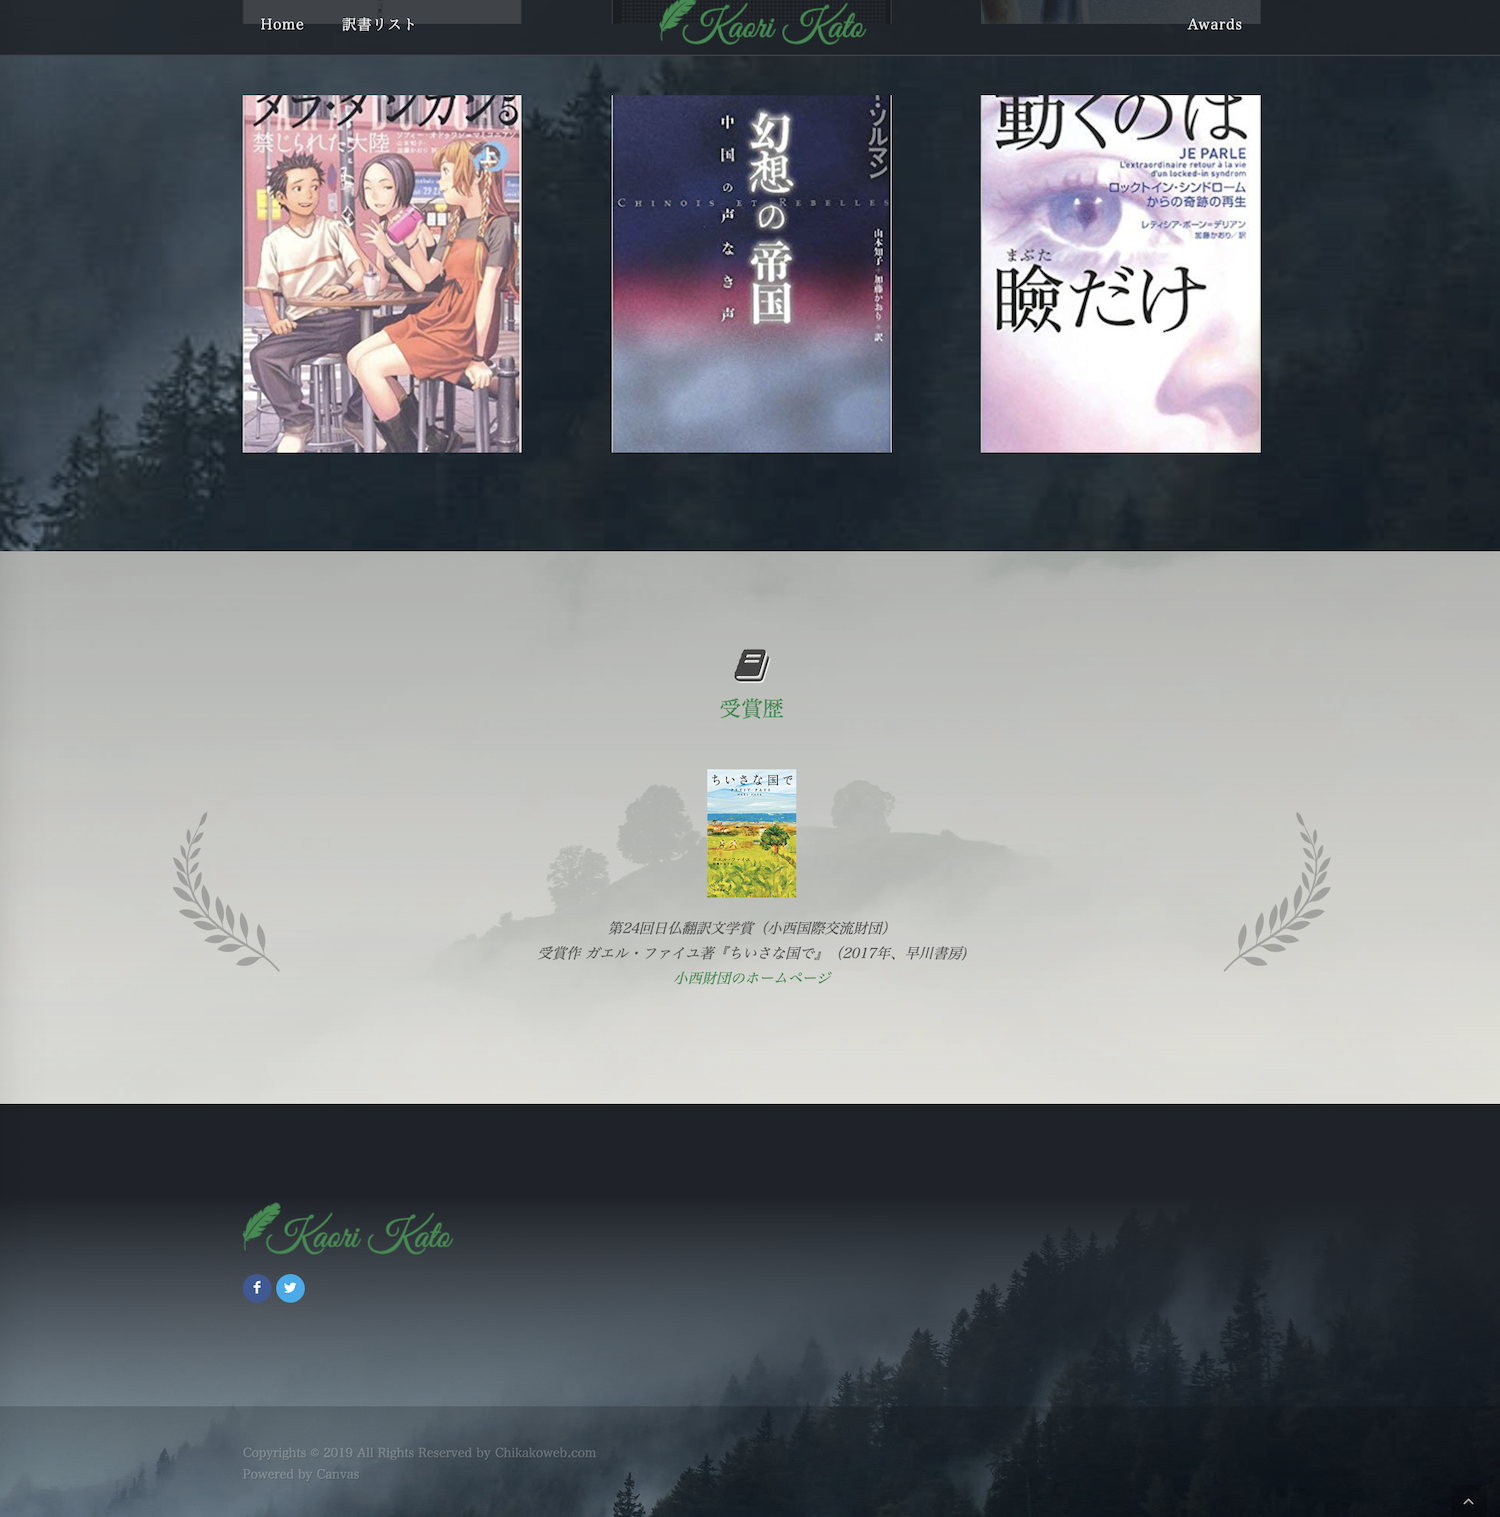 Home
訳書リスト
Kaori Kato
Awards
タラ・ダンカン5
禁じられた大陸
上
・ソルマン
幻想の帝国
中国の声なき声
CHINOIS ET REBELLES
山本知子+加藤かおり・訳
動くのは
JE PARLE
L'extraordinaire retour à la vie
d'un locked-in syndrom
ロックトイン・シンドローム
からの奇跡の再生
レティシア・ボーン=デリアン
加藤かおり/訳
まぶた
瞼だけ
受賞歴
ちいさな国で
第24回日仏翻訳文学賞（小西国際交流財団）
受賞作 ガエル・ファイユ著『ちいさな国で』（2017年、早川書房)
小西財団のホームページ
Kaori Kato
Copyrights © 2019 All Rights Reserved by Chikakoweb.com
Powered by Canvas